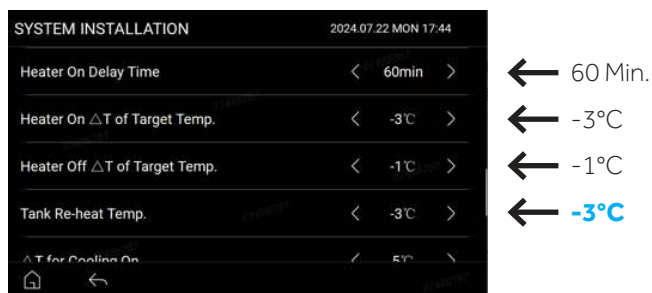 SYSTEM INSTALLATION 2024.07.22 MON 17:44
Heater On Delay Time < 60min > 60 Min.
Heater On △T of Target Temp. < -3℃ > -3°C
Heater Off △T of Target Temp. < -1℃ > -1°C
Tank Re-heat Temp. < -3℃ > -3°C
△T for Cooling On < 5℃ >